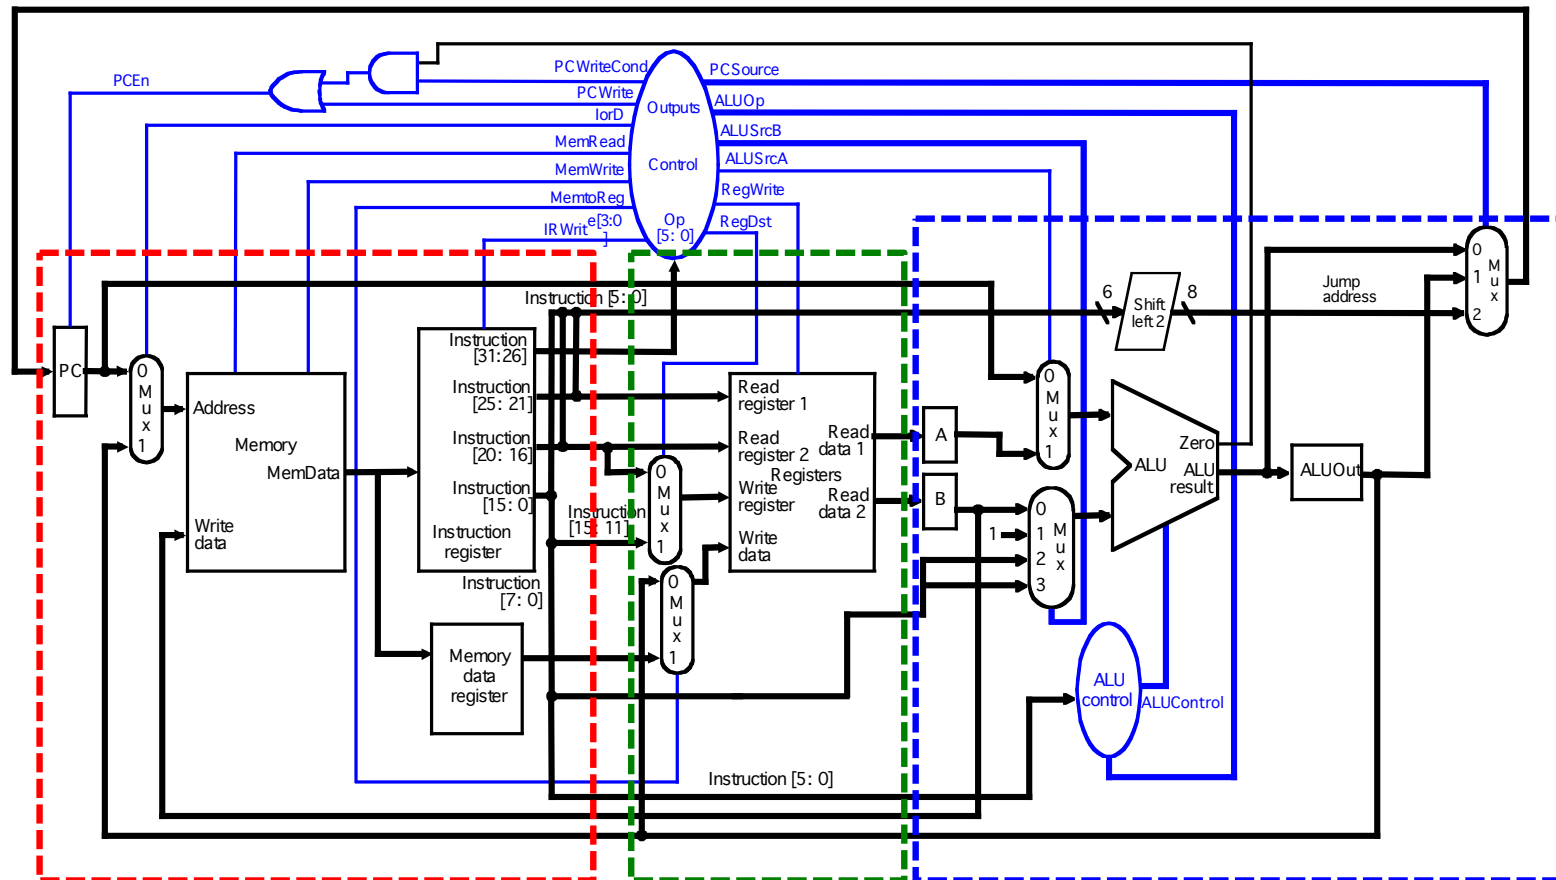 PCEn
PCWriteCond
PCWrite
IorD
MemRead
MemWrite
MemtoReg
IRWrite[3:0
]
Outputs
Control
Op
[5:0]
PCSource
ALUOp
ALUSrcB
ALUSrcA
RegWrite
RegDst
PC
0
M
u
x
1
Address
Memory
MemData
Write
data
Instruction
[31:26]
Instruction
[25:21]
Instruction
[20:16]
Instruction
[15:0]
Instruction
register
Instruction
[7:0]
Memory
data
register
Instruction [5:0]
Instruction
[15:11]
0
M
u
x
1
0
M
u
x
1
Read
register 1
Read
register 2
Registers
Write
register
Write
data
Read
data 1
Read
data 2
A
B
0
M
u
x
1
1
0
1
2
3
M
u
x
6
Shift
left 2
8
Jump
address
0
1
2
M
u
x
Zero
ALU
ALU
result
ALUOut
ALU
control
ALUControl
Instruction [5:0]